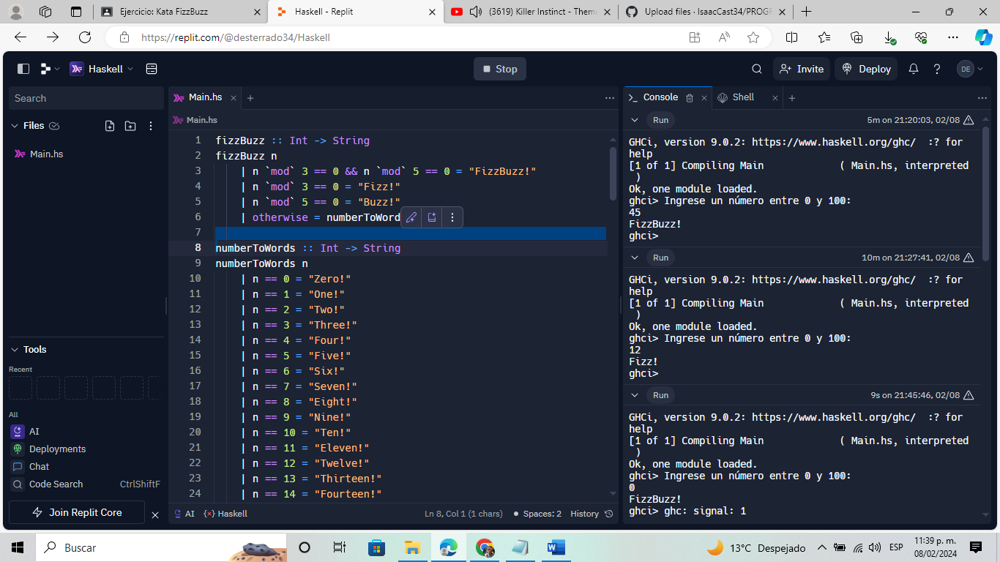 Ejercicio: Kata FizzBuzz
Haskell - Replit
(3619) Killer Instinct - Theme
Upload files · IsaacCast34/PROGR
https://replit.com/@desterrado34/Haskell
Haskell
Stop
Invite
Deploy
DE
Search
Files
Main.hs
Tools
Recent
All
AI
Deployments
Chat
Code Search CtrlShiftF
Join Replit Core
Main.hs
Main.hs
1 fizzBuzz :: Int -> String
2 fizzBuzz n
3 | n `mod` 3 == 0 && n `mod` 5 == 0 = "FizzBuzz!"
4 | n `mod` 3 == 0 = "Fizz!"
5 | n `mod` 5 == 0 = "Buzz!"
6 | otherwise = numberToWord
7
8 numberToWords :: Int -> String
9 numberToWords n
10 | n == 0 = "Zero!"
11 | n == 1 = "One!"
12 | n == 2 = "Two!"
13 | n == 3 = "Three!"
14 | n == 4 = "Four!"
15 | n == 5 = "Five!"
16 | n == 6 = "Six!"
17 | n == 7 = "Seven!"
18 | n == 8 = "Eight!"
19 | n == 9 = "Nine!"
20 | n == 10 = "Ten!"
21 | n == 11 = "Eleven!"
22 | n == 12 = "Twelve!"
23 | n == 13 = "Thirteen!"
24 | n == 14 = "Fourteen!"
AI {×} Haskell Ln 8, Col 1 (1 chars) Spaces: 2 History
Console
Shell
Run 5m on 21:20:03, 02/08
GHCi, version 9.0.2: https://www.haskell.org/ghc/ :? for
help
[1 of 1] Compiling Main ( Main.hs, interpreted
)
Ok, one module loaded.
ghci> Ingrese un número entre 0 y 100:
45
FizzBuzz!
ghci>
Run 10m on 21:27:41, 02/08
GHCi, version 9.0.2: https://www.haskell.org/ghc/ :? for
help
[1 of 1] Compiling Main ( Main.hs, interpreted
)
Ok, one module loaded.
ghci> Ingrese un número entre 0 y 100:
12
Fizz!
ghci>
Run 9s on 21:45:46, 02/08
GHCi, version 9.0.2: https://www.haskell.org/ghc/ :? for
help
[1 of 1] Compiling Main ( Main.hs, interpreted
)
Ok, one module loaded.
ghci> Ingrese un número entre 0 y 100:
0
FizzBuzz!
ghci> ghc: signal: 1
Buscar
13°C Despejado
ESP
11:39 p. m.
08/02/2024